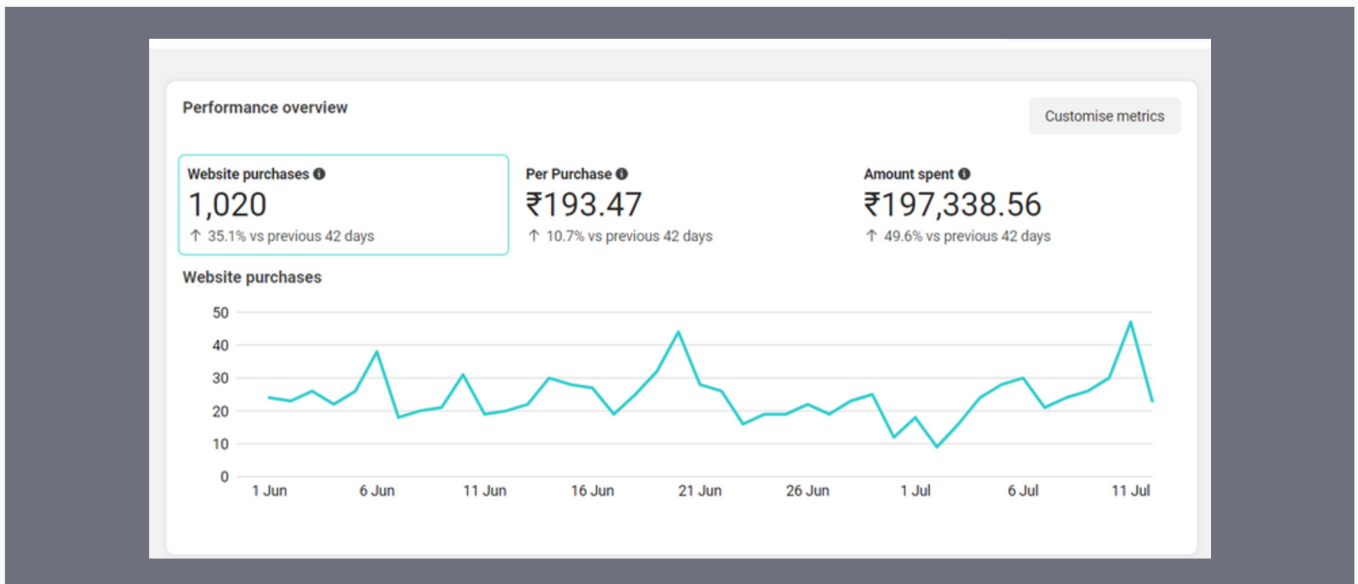 Performance overview
Customise metrics
Website purchases
1,020
↑ 35.1% vs previous 42 days
Per Purchase
₹193.47
↑ 10.7% vs previous 42 days
Amount spent
₹197,338.56
↑ 49.6% vs previous 42 days
Website purchases
50
40
30
20
10
0
1 Jun 6 Jun 11 Jun 16 Jun 21 Jun 26 Jun 1 Jul 6 Jul 11 Jul